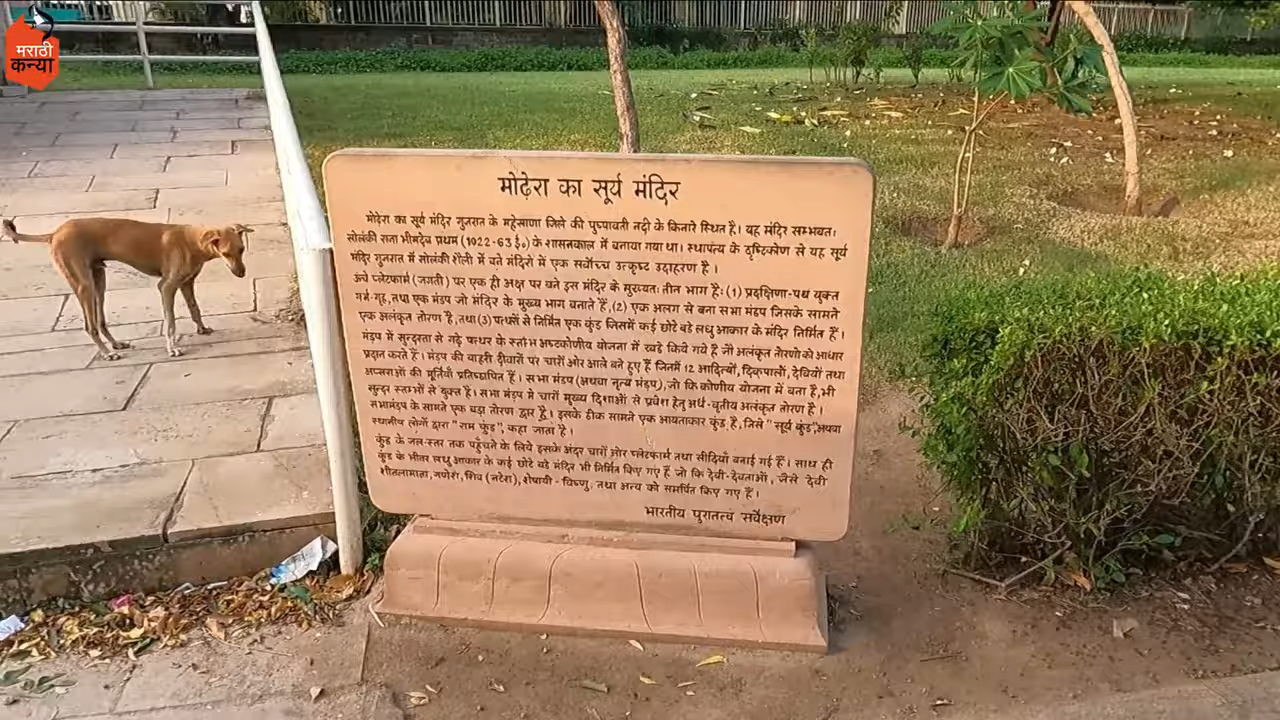 मराठी
कन्या
मोढ़ेरा का सूर्य मंदिर
मोढ़ेरा का सूर्य मंदिर गुजरात के महेसाणा जिले की पुष्पावती नदी के किनारे स्थित है। यह मंदिर सम्भवतः
सोलंकी राजा भीमदेव प्रथम (1022-63 ई०) के शासनकाल में बनाया गया था। स्थापत्य के दृष्टिकोण से यह सूर्य
मंदिर गुजरात में सोलंकी शैली में बने मंदिरो में एक सर्वोच्च उत्कृष्ट उदाहरण है।
ऊचे प्लेटफार्म (जगती) पर एक ही अक्ष पर बने इस मंदिर के मुख्यतः तीन भाग हैः (1) प्रदक्षिणा-पथ युक्त
गर्भ-गृह, तथा एक मंडप जो मंदिर के मुख्य भाग बनाते हैं, (2) एक अलग से बना सभा मंडप जिसके सामने
एक अलंकृत तोरण है, तथा (3) पत्थरों से निर्मित एक कुंड जिसमें कई छोटे बडे लघु आकार के मंदिर निर्मित हैं।
मंडप में सुन्दरता से गढ़े पत्थर के स्तंभ अष्टकोणीय योजना में खड़े किये गये है जो अलंकृत तोरणो को आधार
प्रदान करते हैं। मंडप की बाहरी दीवारों पर चारों ओर आले बने हुए हैं जिनमें 12 आदित्यों, दिक्पालों, देवियों तथा
अप्सराओं की मूर्तियाँ प्रतिष्ठापित हैं। सभा मंडप (अथवा नृत्य मंडप), जो कि कोणीय योजना में बना है, भी
सुन्दर स्तम्भों से युक्त है। सभा मंडप में चारों मुख्य दिशाओं से प्रवेश हेतु अर्ध-वृत्तीय अलंकृत तोरण है।
सभामंडप के सामने एक बड़ा तोरण द्वार है। इसके ठीक सामने एक आयताकार कुंड है, जिसे "सूर्य कुंड" अथवा
स्थानीय लोगों द्वारा "राम कुंड" कहा जाता है।
कुंड के जल-स्तर तक पहुँचने के लिये इसके अंदर चारों ओर प्लेटफार्म तथा सीढ़ियाँ बनाई गई हैं। साथ ही
कुंड के भीतर लघु आकार के कई छोटे बडे मंदिर भी निर्मित किए गए हैं जो कि देवी-देवताओं, जैसे देवी
शीतलामाता, गणेश, शिव (नटेश), शेषायी-विष्णु, तथा अन्य को समर्पित किए गए हैं।
भारतीय पुरातत्व सर्वेक्षण